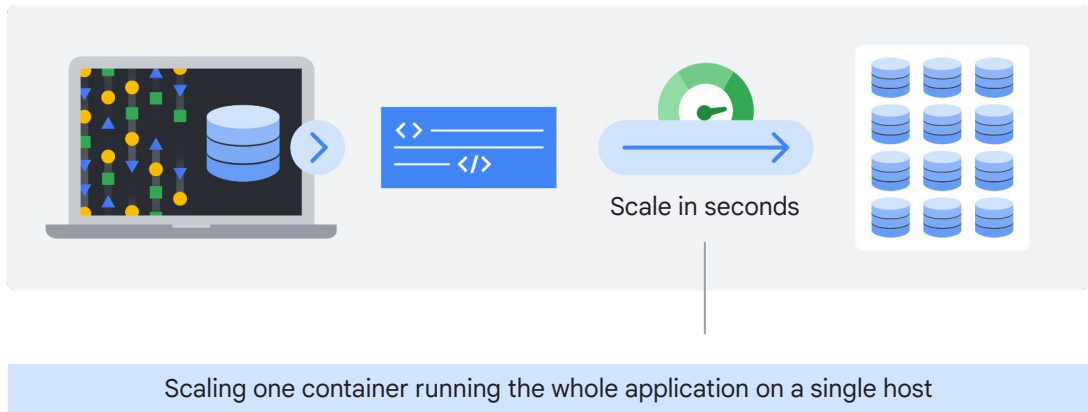 < >
</>
Scale in seconds
Scaling one container running the whole application on a single host